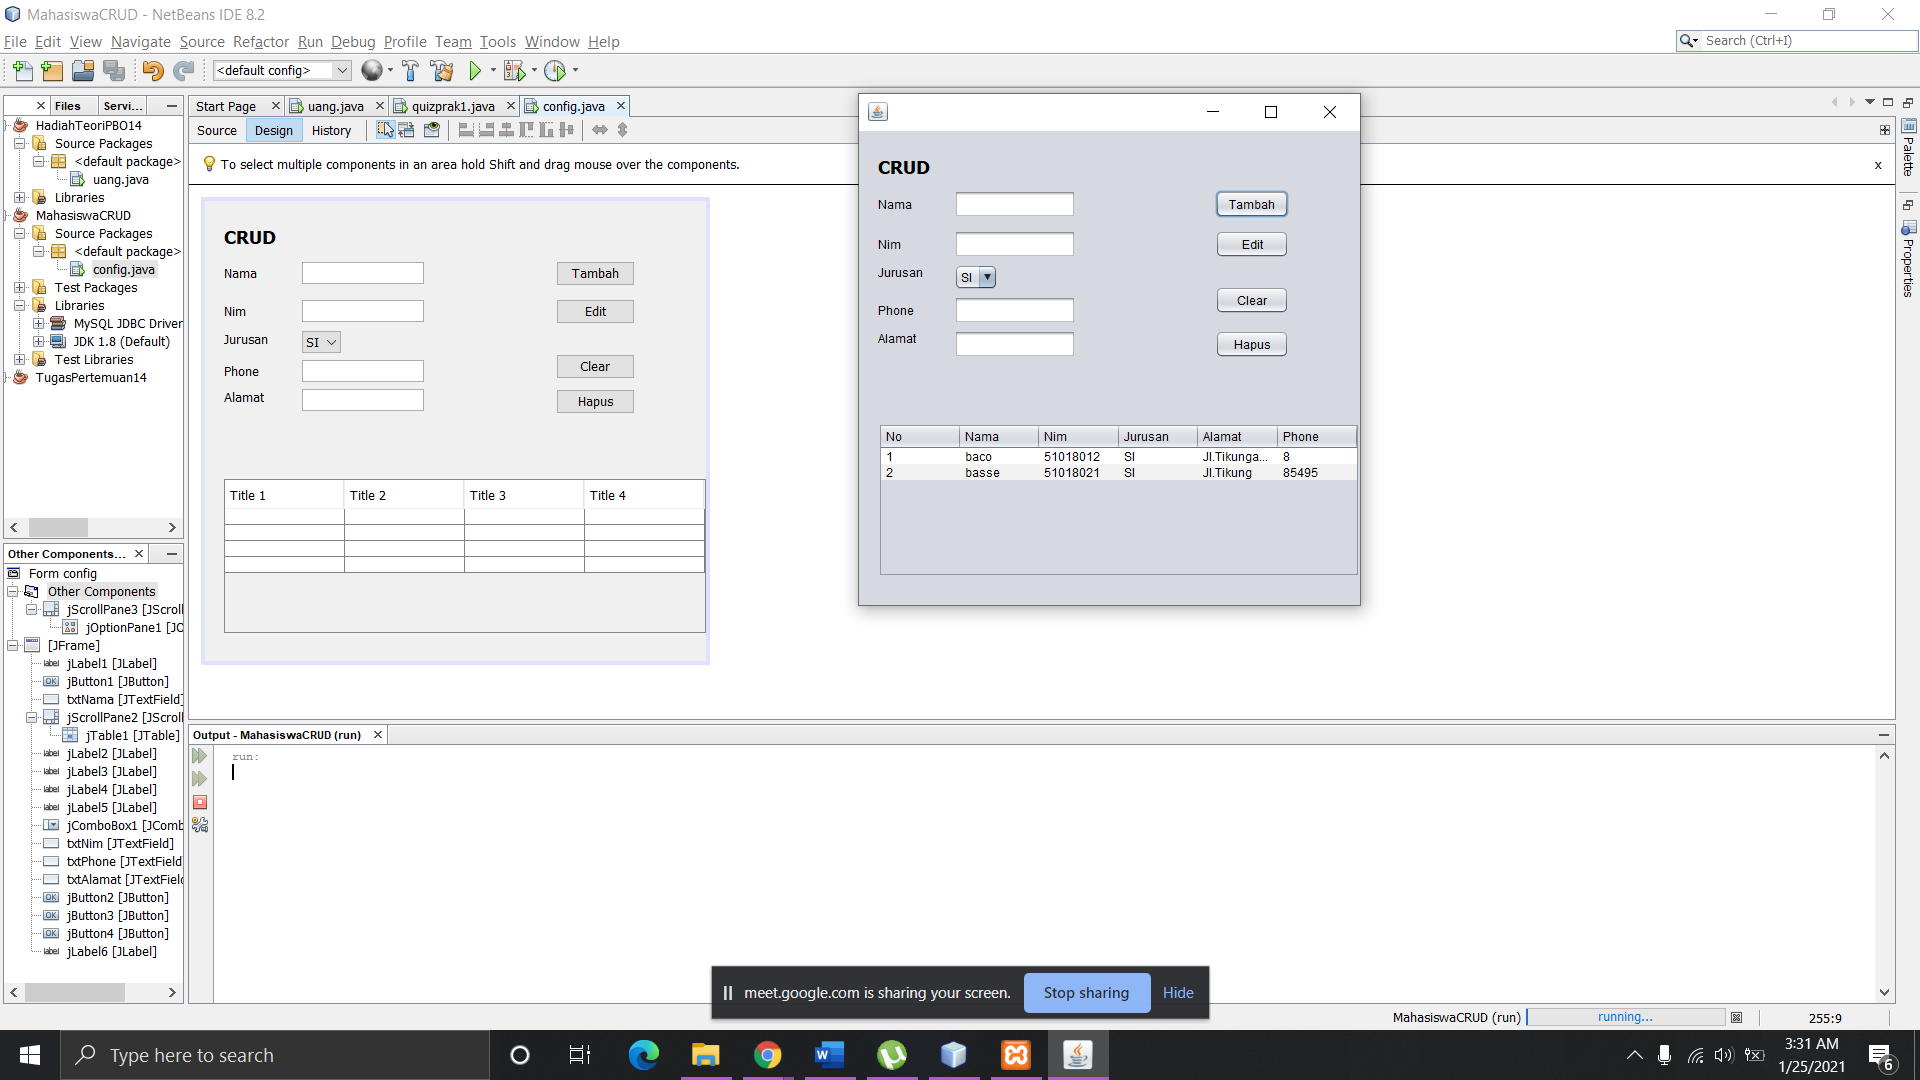 MahasiswaCRUD - NetBeans IDE 8.2
File Edit View Navigate Source Refactor Run Debug Profile Team Tools Window Help
Search (Ctrl+I)
<default config>
Files Servi...
Start Page uang.java quizprak1.java config.java
Source Design History
To select multiple components in an area hold Shift and drag mouse over the components.
x
HadiahTeoriPBO14
Source Packages
<default package>
uang.java
Libraries
MahasiswaCRUD
Source Packages
<default package>
config.java
Test Packages
Libraries
MySQL JDBC Driver
JDK 1.8 (Default)
Test Libraries
TugasPertemuan14
Other Components...
Form config
Other Components
jScrollPane3 [JScroll
jOptionPane1 [JO
[JFrame]
jLabel1 [JLabel]
jButton1 [JButton]
txtNama [JTextField]
jScrollPane2 [JScroll
jTable1 [JTable]
jLabel2 [JLabel]
jLabel3 [JLabel]
jLabel4 [JLabel]
jLabel5 [JLabel]
jComboBox1 [JComb
txtNim [JTextField]
txtPhone [JTextField
txtAlamat [JTextField
jButton2 [JButton]
jButton3 [JButton]
jButton4 [JButton]
jLabel6 [JLabel]
CRUD
Nama Tambah
Nim Edit
Jurusan SI
Clear
Phone
Alamat Hapus
Title 1 Title 2 Title 3 Title 4
CRUD
Nama Tambah
Nim Edit
Jurusan SI
Clear
Phone
Alamat Hapus
No Nama Nim Jurusan Alamat Phone
1 baco 51018012 SI Jl.Tikunga... 8
2 basse 51018021 SI Jl.Tikung 85495
Palette
Properties
Output - MahasiswaCRUD (run)
run:
meet.google.com is sharing your screen. Stop sharing Hide
MahasiswaCRUD (run) running... 255:9
Type here to search
3:31 AM
1/25/2021
6